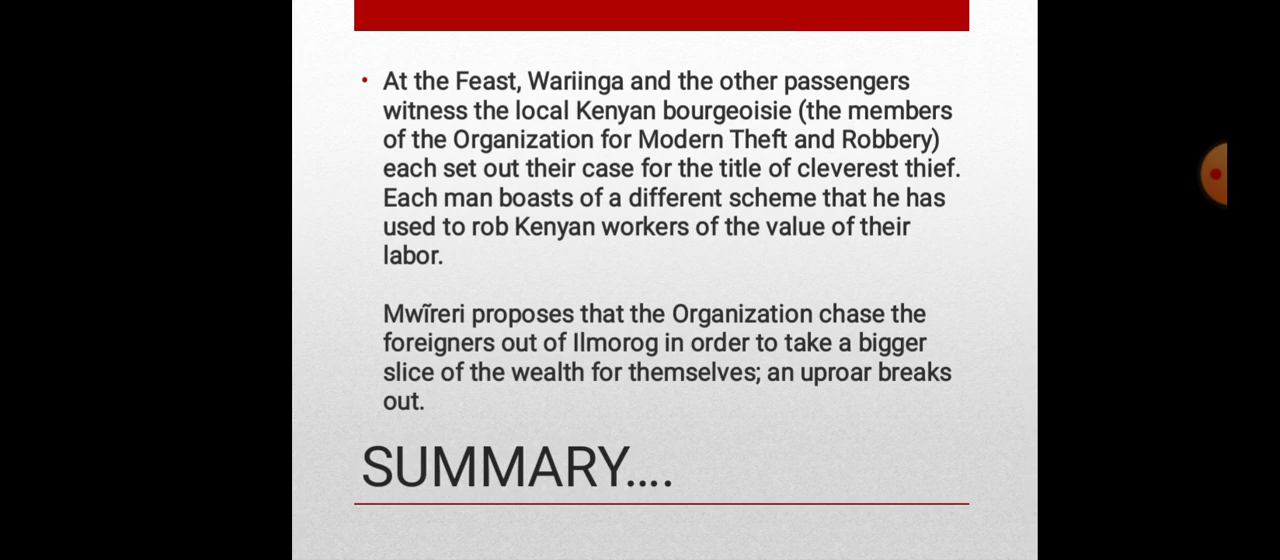 At the Feast, Wariinga and the other passengers
witness the local Kenyan bourgeoisie (the members
of the Organization for Modern Theft and Robbery)
each set out their case for the title of cleverest thief.
Each man boasts of a different scheme that he has
used to rob Kenyan workers of the value of their
labor.
Mwĩreri proposes that the Organization chase the
foreigners out of Ilmorog in order to take a bigger
slice of the wealth for themselves; an uproar breaks
out.
SUMMARY....